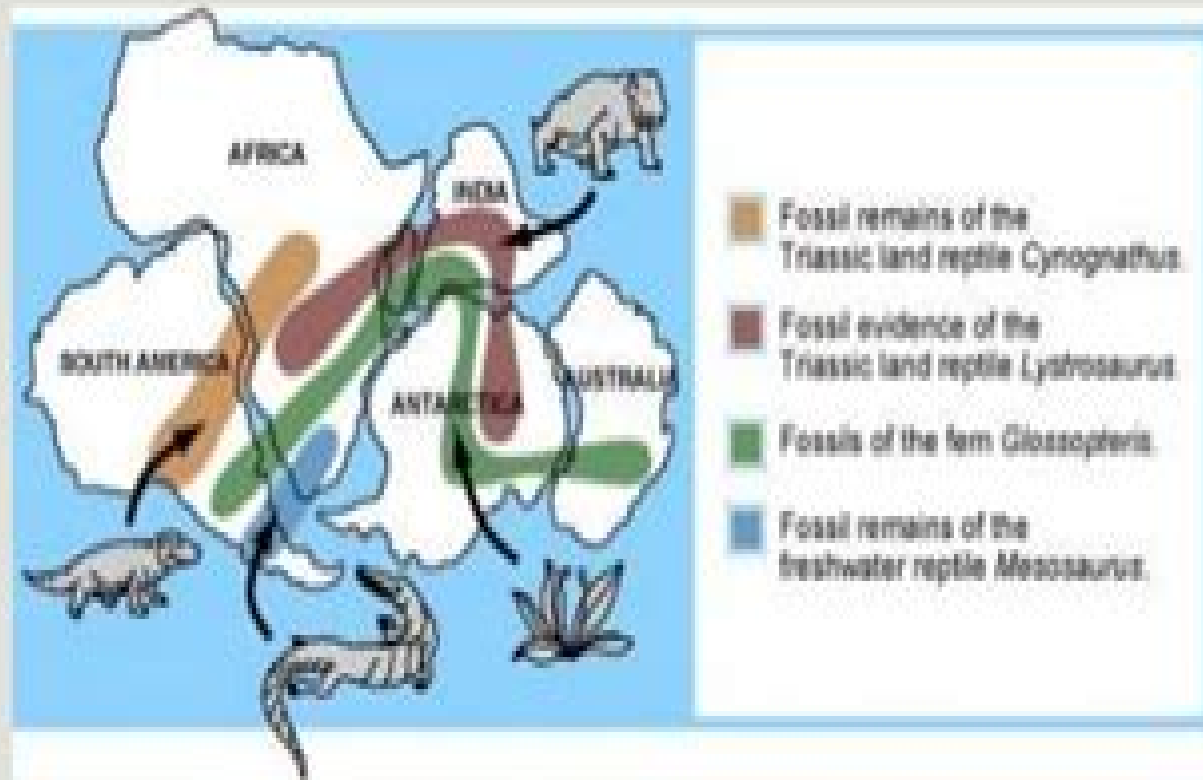 AFRICA
INDIA
SOUTH AMERICA
ANTARCTICA
AUSTRALI
Fossil remains of the
Triassic land reptile Cynognathus.
Fossil evidence of the
Triassic land reptile Lystrosaurus.
Fossils of the fern Glossopteris.
Fossil remains of the
freshwater reptile Mesosaurus.